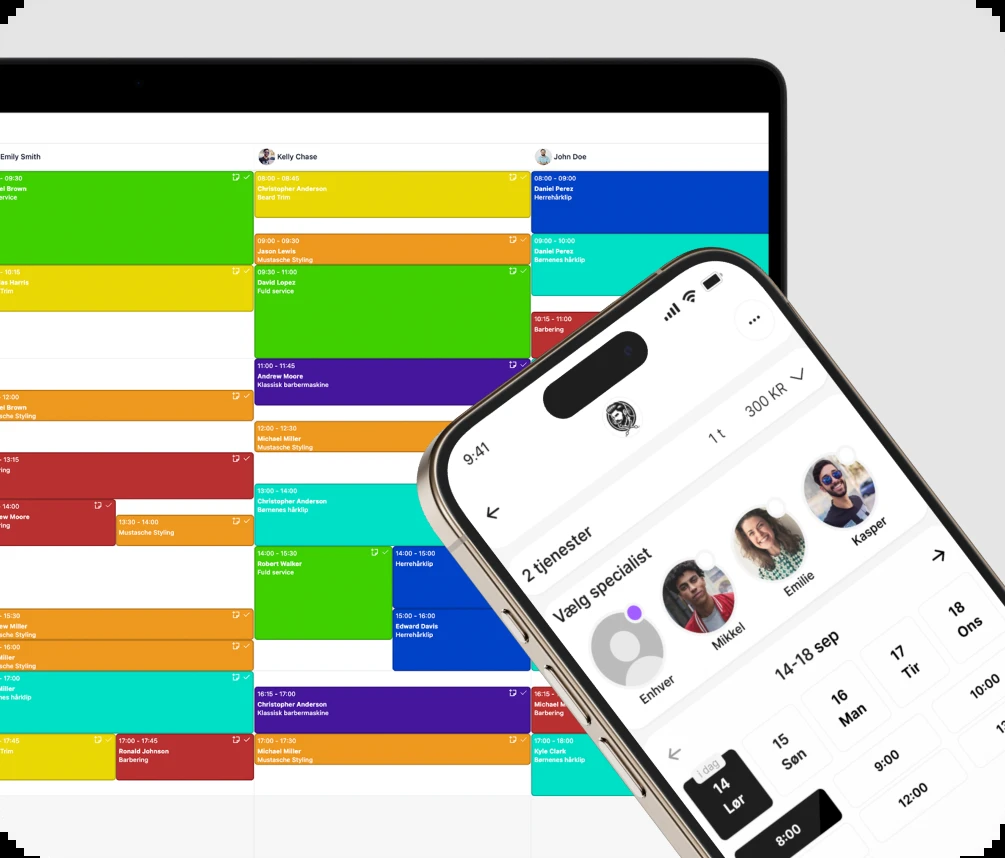 Emily Smith
- 09:30
el Brown
ervice
- 10:15
as Harris
Trim
- 12:00
el Brown
sche Styling
- 13:15
ring
- 14:00
ew Moore
ring
13:30 - 14:00
Mustasche Styling
- 15:30
ew Miller
sche Styling
- 16:00
Miller
sche Styling
- 17:00
Miller
nes hårklip
- 17:45
Trim
17:00 - 17:45
Ronald Johnson
Barbering
Kelly Chase
08:00 - 08:45
Christopher Anderson
Beard Trim
09:00 - 09:30
Jason Lewis
Mustasche Styling
09:30 - 11:00
David Lopez
Fuld service
11:00 - 11:45
Andrew Moore
Klassisk barbermaskine
12:00 - 12:30
Michael Miller
Mustasche Styling
13:00 - 14:00
Christopher Anderson
Børnenes hårklip
14:00 - 15:30
Robert Walker
Fuld service
14:00 - 15:00
Herrehårklip
15:00 - 16:00
Edward Davis
Herrehårklip
16:15 - 17:00
Christopher Anderson
Klassisk barbermaskine
17:00 - 17:30
Michael Miller
Mustasche Styling
John Doe
08:00 - 09:00
Daniel Perez
Herrehårklip
09:00 - 10:00
Daniel Perez
Børnenes hårklip
10:15 - 11:00
Barbering
16:15 -
Michael M
Barbering
17:00 - 18:00
Kyle Clark
Børnenes hårklip
9:41
2 tjenester 1 t 300 KR
Vælg specialist
Enhver
Mikkel
Emilie
Kasper
14-18 sep
I dag
14
Lør
15
Søn
16
Man
17
Tir
18
Ons
8:00
9:00
10:00
12:00